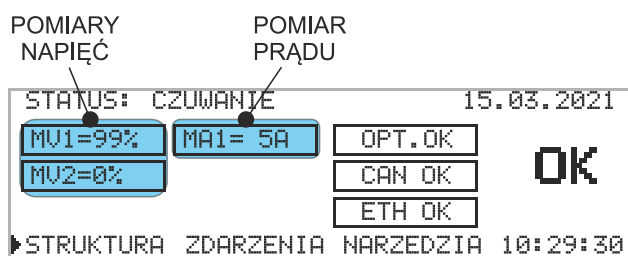 POMIARY NAPIĘĆ
POMIAR PRĄDU
STATUS: CZUWANIE 15.03.2021
MV1=99% MA1= 5A OPT.OK
MV2=0% CAN OK OK
ETH OK
STRUKTURA ZDARZENIA NARZEDZIA 10:29:30